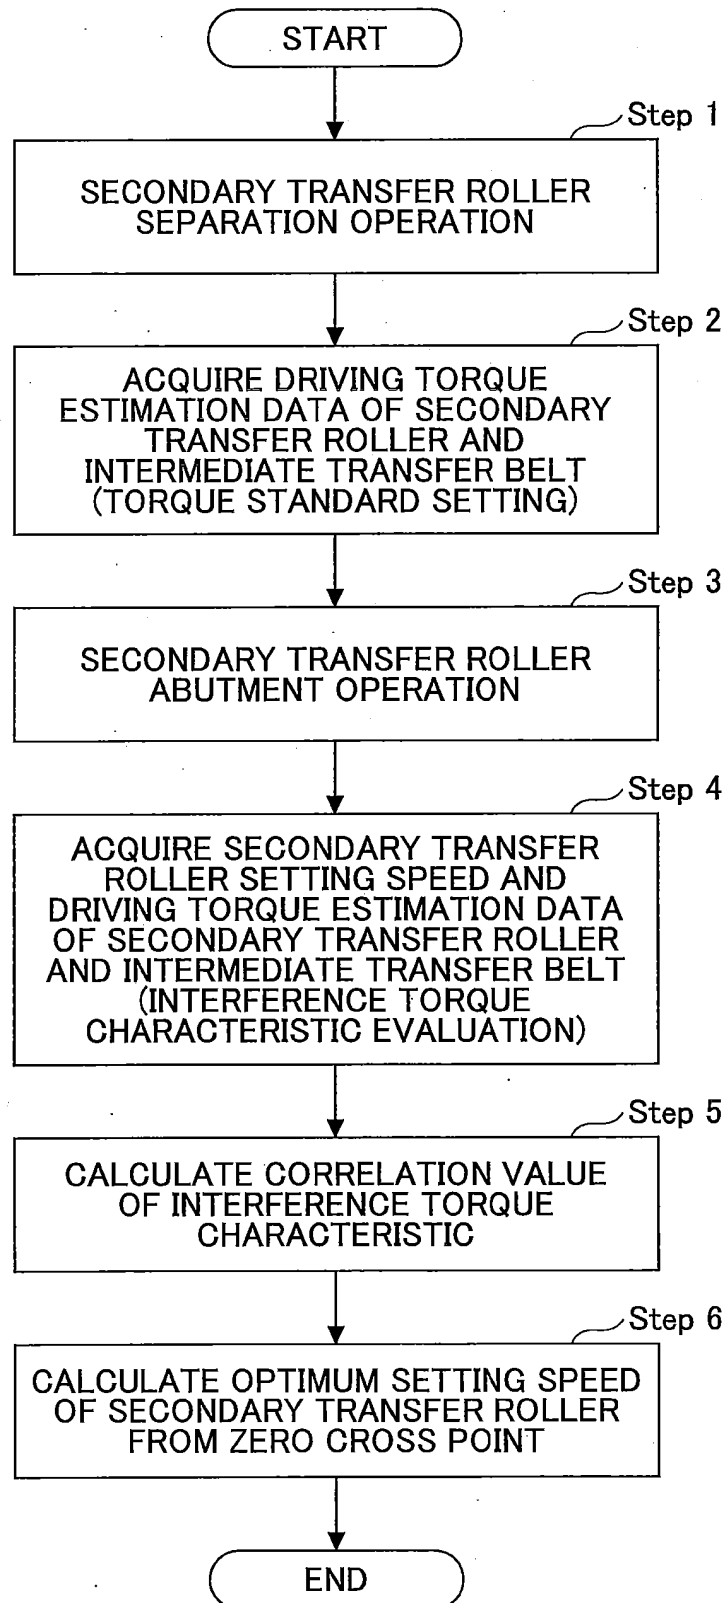 START
Step 1
SECONDARY TRANSFER ROLLER
SEPARATION OPERATION
Step 2
ACQUIRE DRIVING TORQUE
ESTIMATION DATA OF SECONDARY
TRANSFER ROLLER AND
INTERMEDIATE TRANSFER BELT
(TORQUE STANDARD SETTING)
Step 3
SECONDARY TRANSFER ROLLER
ABUTMENT OPERATION
Step 4
ACQUIRE SECONDARY TRANSFER
ROLLER SETTING SPEED AND
DRIVING TORQUE ESTIMATION DATA
OF SECONDARY TRANSFER ROLLER
AND INTERMEDIATE TRANSFER BELT
(INTERFERENCE TORQUE
CHARACTERISTIC EVALUATION)
Step 5
CALCULATE CORRELATION VALUE
OF INTERFERENCE TORQUE
CHARACTERISTIC
Step 6
CALCULATE OPTIMUM SETTING SPEED
OF SECONDARY TRANSFER ROLLER
FROM ZERO CROSS POINT
END